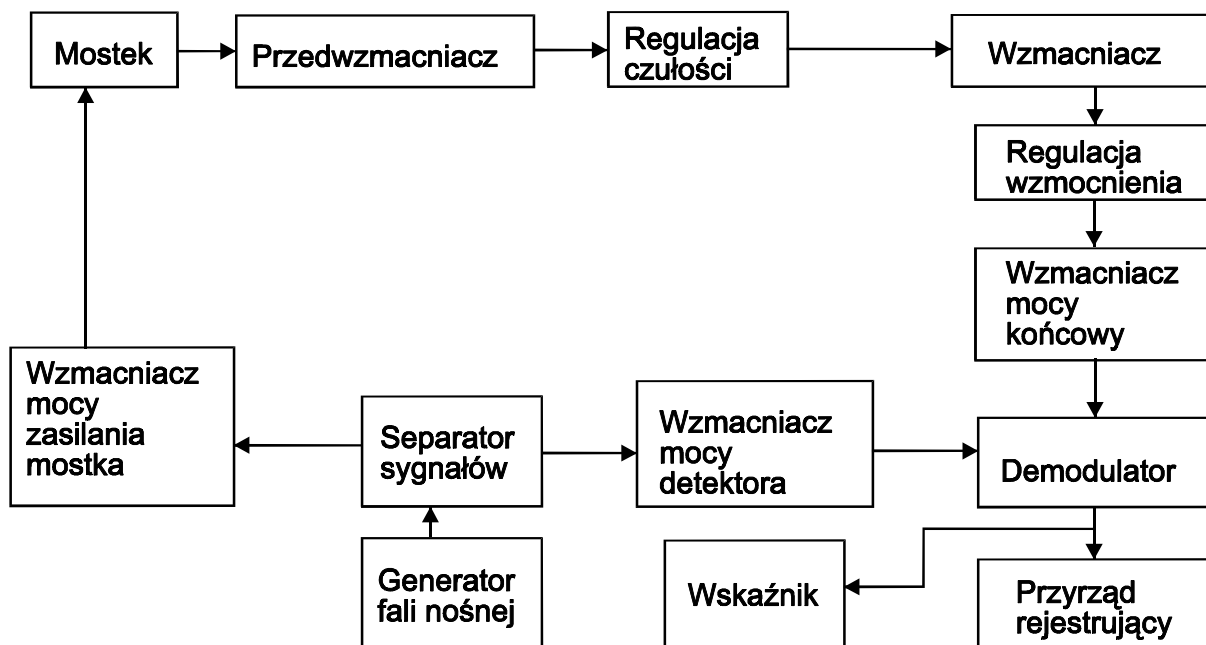 Mostek
Przedwzmacniacz
Regulacja
czułości
Wzmacniacz
Regulacja
wzmocnienia
Wzmacniacz
mocy
końcowy
Wzmacniacz
mocy
zasilania
mostka
Separator
sygnałów
Wzmacniacz
mocy
detektora
Demodulator
Generator
fali nośnej
Wskaźnik
Przyrząd
rejestrujący